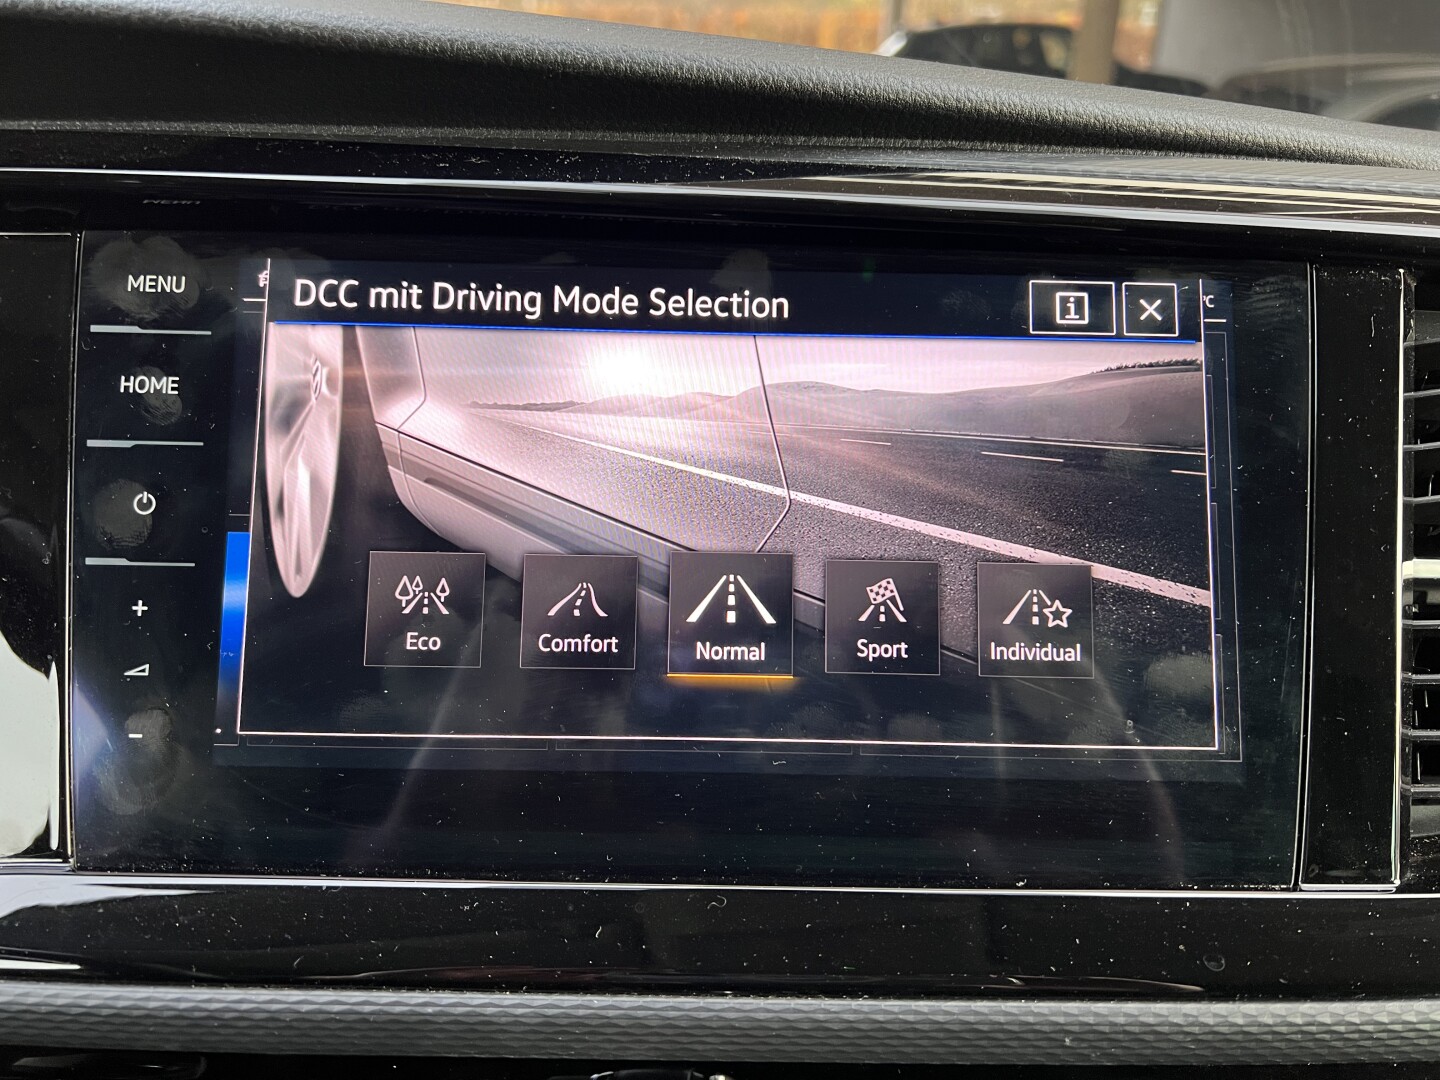 MENU
HOME
DCC mit Driving Mode Selection
i
°C
Eco
Comfort
Normal
Sport
Individual
+
-